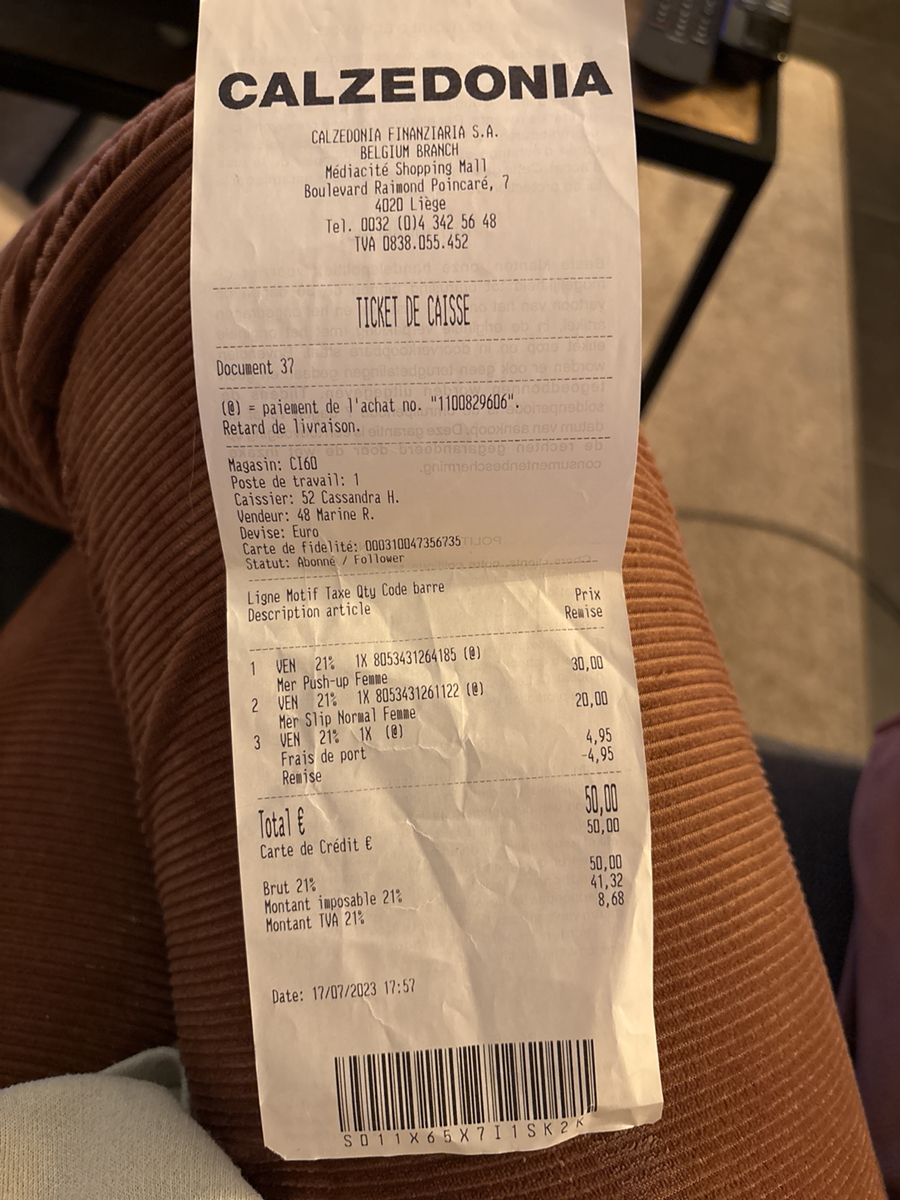 CALZEDONIA
CALZEDONIA FINANZIARIA S.A.
BELGIUM BRANCH
Médiacité Shopping Mall
Boulevard Raimond Poincaré, 7
4020 Liège
Tel. 0032 (0)4 342 56 48
TVA 0838.055.452
TICKET DE CAISSE
Document 37
(@) = paiement de l'achat no. "1100829606".
Retard de livraison.
Magasin: CI60
Poste de travail: 1
Caissier: 52 Cassandra H.
Vendeur: 48 Marine R.
Devise: Euro
Carte de fidelité: 000310047356735
Statut: Abonné / Follower
Ligne Motif Taxe Qty Code barre Prix
Description article Remise
1 VEN 21% 1X 8053431264185 (@) 30,00
Mer Push-up Femme
2 VEN 21% 1X 8053431261122 (@) 20,00
Mer Slip Normal Femme
3 VEN 21% 1X (@) 4,95
Frais de port -4,95
Remise
Total € 50,00
Carte de Crédit € 50,00
Brut 21% 50,00
Montant imposable 21% 41,32
Montant TVA 21% 8,68
Date: 17/07/2023 17:57
S011X65X7I1SK2K